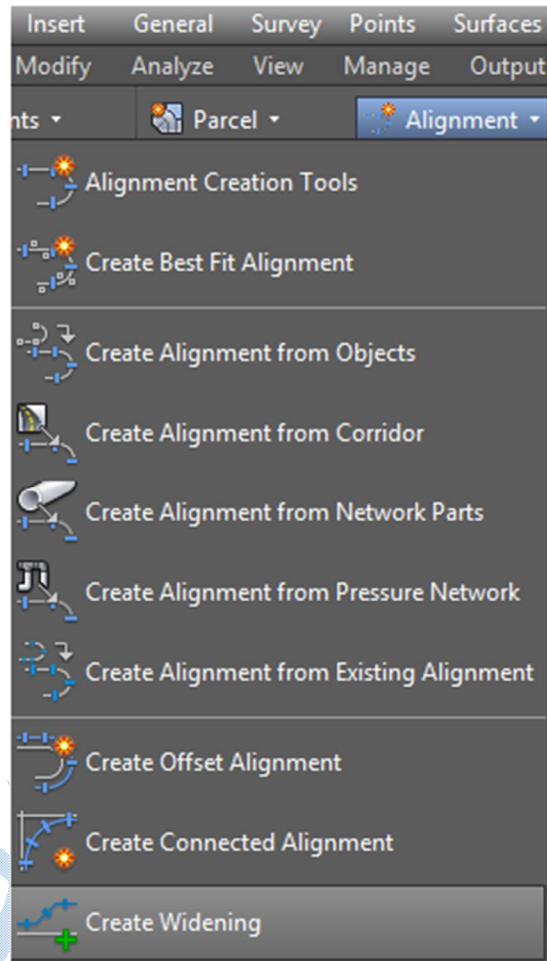 Insert General Survey Points Surfaces
Modify Analyze View Manage Output
nts Parcel Alignment
Alignment Creation Tools
Create Best Fit Alignment
Create Alignment from Objects
Create Alignment from Corridor
Create Alignment from Network Parts
Create Alignment from Pressure Network
Create Alignment from Existing Alignment
Create Offset Alignment
Create Connected Alignment
Create Widening